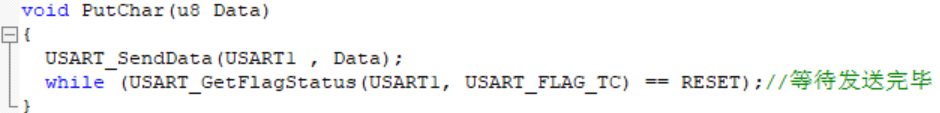 void PutChar(u8 Data)
{
USART_SendData(USART1 , Data);
while (USART_GetFlagStatus(USART1, USART_FLAG_TC) == RESET);//等待发送完毕
}